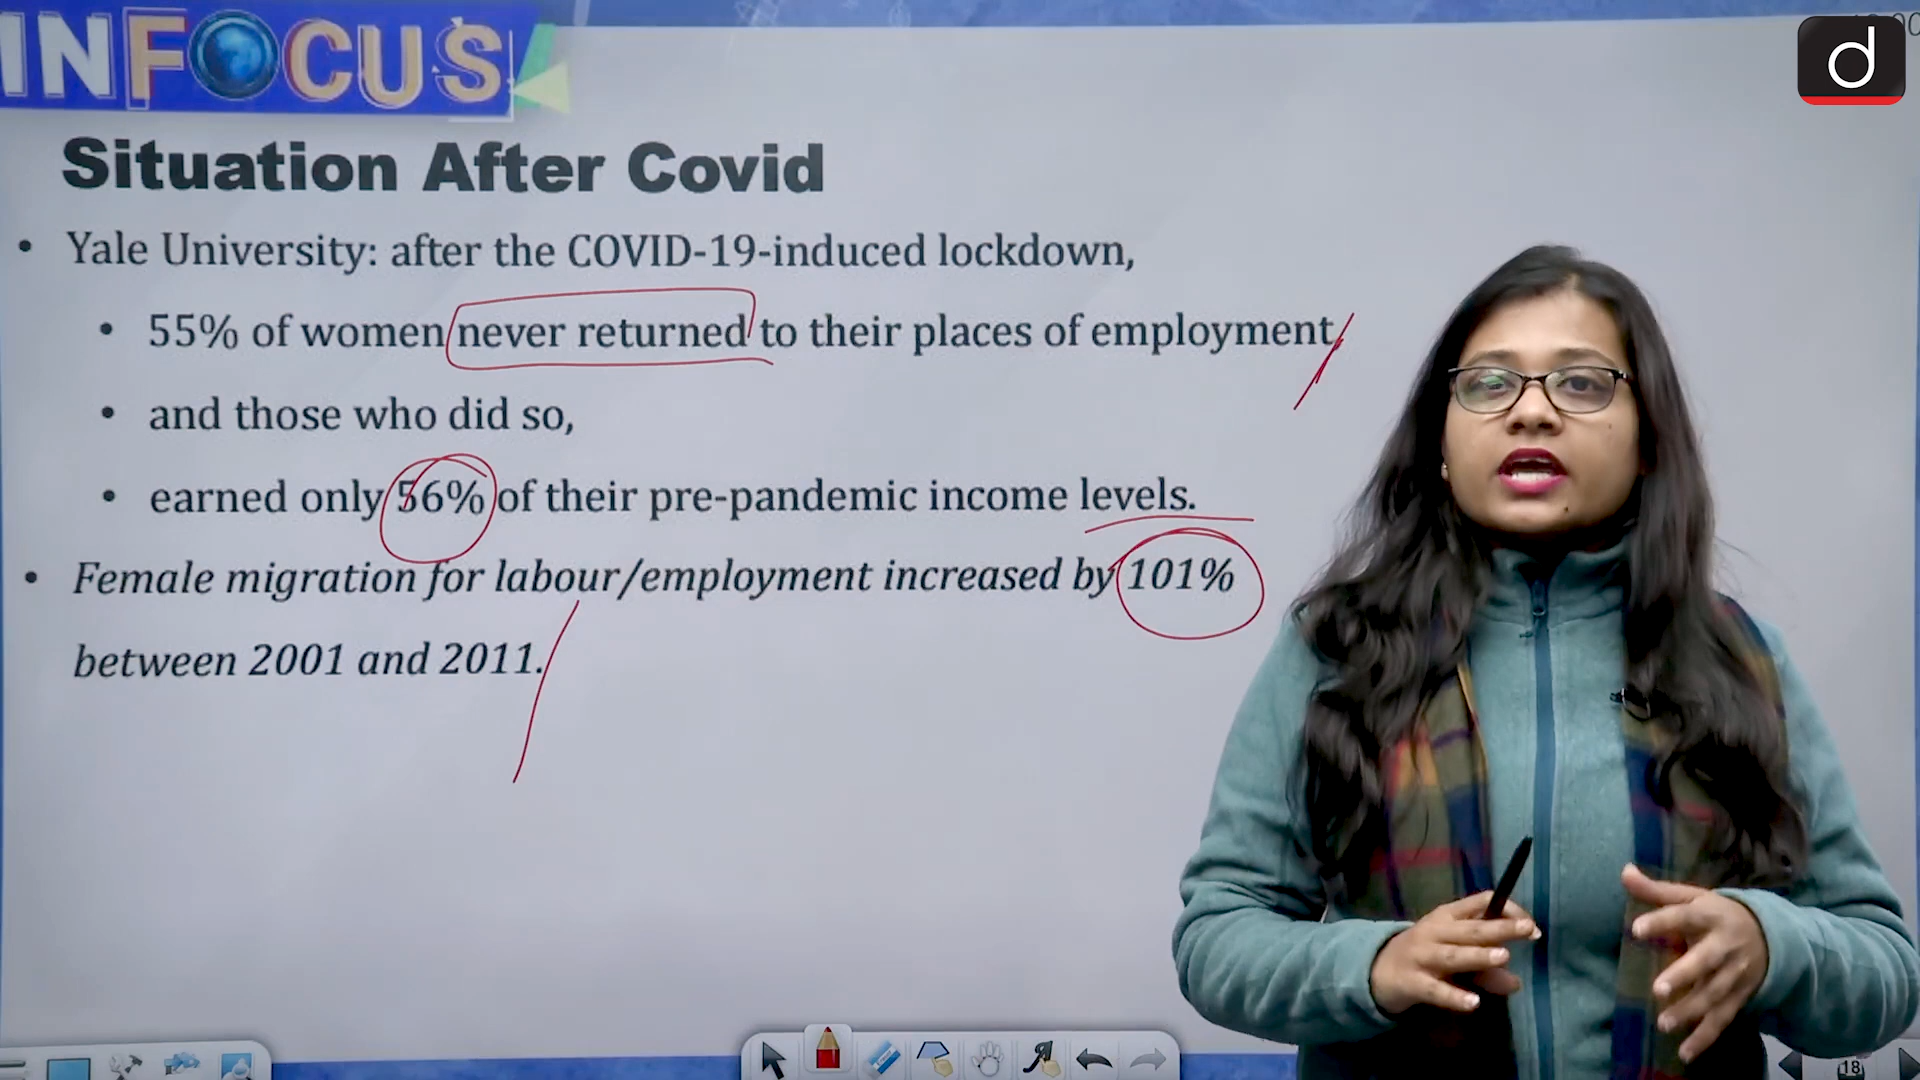 INFOCUS
d
Situation After Covid
• Yale University: after the COVID-19-induced lockdown,
• 55% of women never returned to their places of employment,
• and those who did so,
• earned only 56% of their pre-pandemic income levels.
• Female migration for labour/employment increased by 101%
between 2001 and 2011.
18